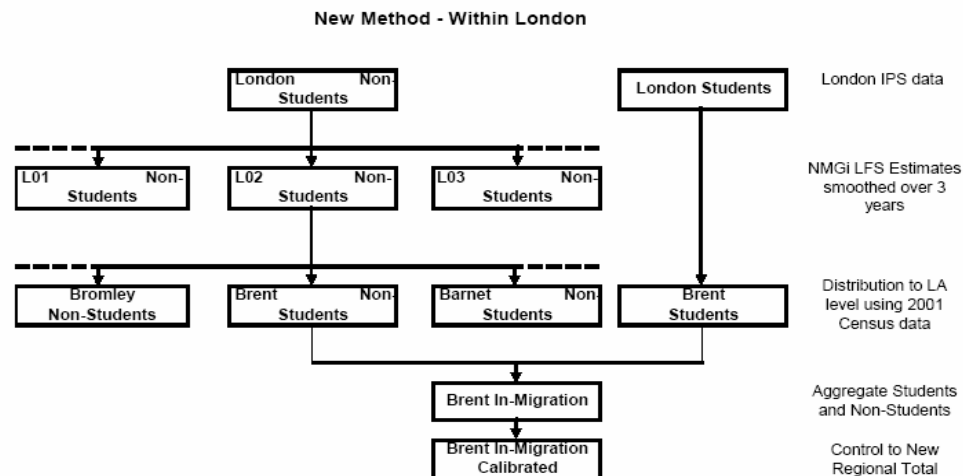 New Method - Within London
London Non-
Students
London Students
London IPS data
L01 Non-
Students
L02 Non-
Students
L03 Non-
Students
NMGi LFS Estimates
smoothed over 3
years
Bromley
Non-Students
Brent Non-
Students
Barnet Non-
Students
Brent
Students
Distribution to LA
level using 2001
Census data
Brent In-Migration
Aggregate Students
and Non-Students
Brent In-Migration
Calibrated
Control to New
Regional Total